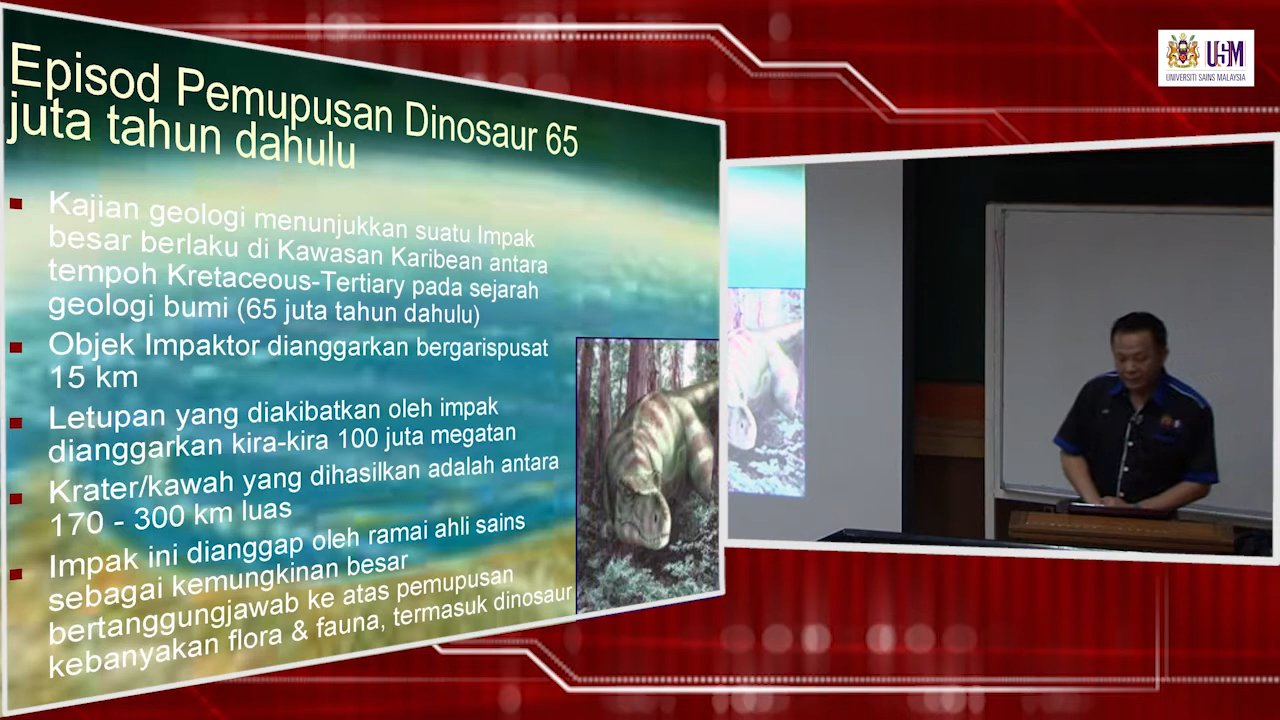 Episod Pemupusan Dinosaur 65
juta tahun dahulu
Kajian geologi menunjukkan suatu Impak
besar berlaku di Kawasan Karibean antara
tempoh Kretaceous-Tertiary pada sejarah
geologi bumi (65 juta tahun dahulu)
Objek Impaktor dianggarkan bergarispusat
15 km
Letupan yang diakibatkan oleh impak
dianggarkan kira-kira 100 juta megatan
Krater/kawah yang dihasilkan adalah antara
170 - 300 km luas
Impak ini dianggap oleh ramai ahli sains
sebagai kemungkinan besar
bertanggungjawab ke atas pemupusan
kebanyakan flora & fauna, termasuk dinosaur
USM
UNIVERSITI SAINS MALAYSIA